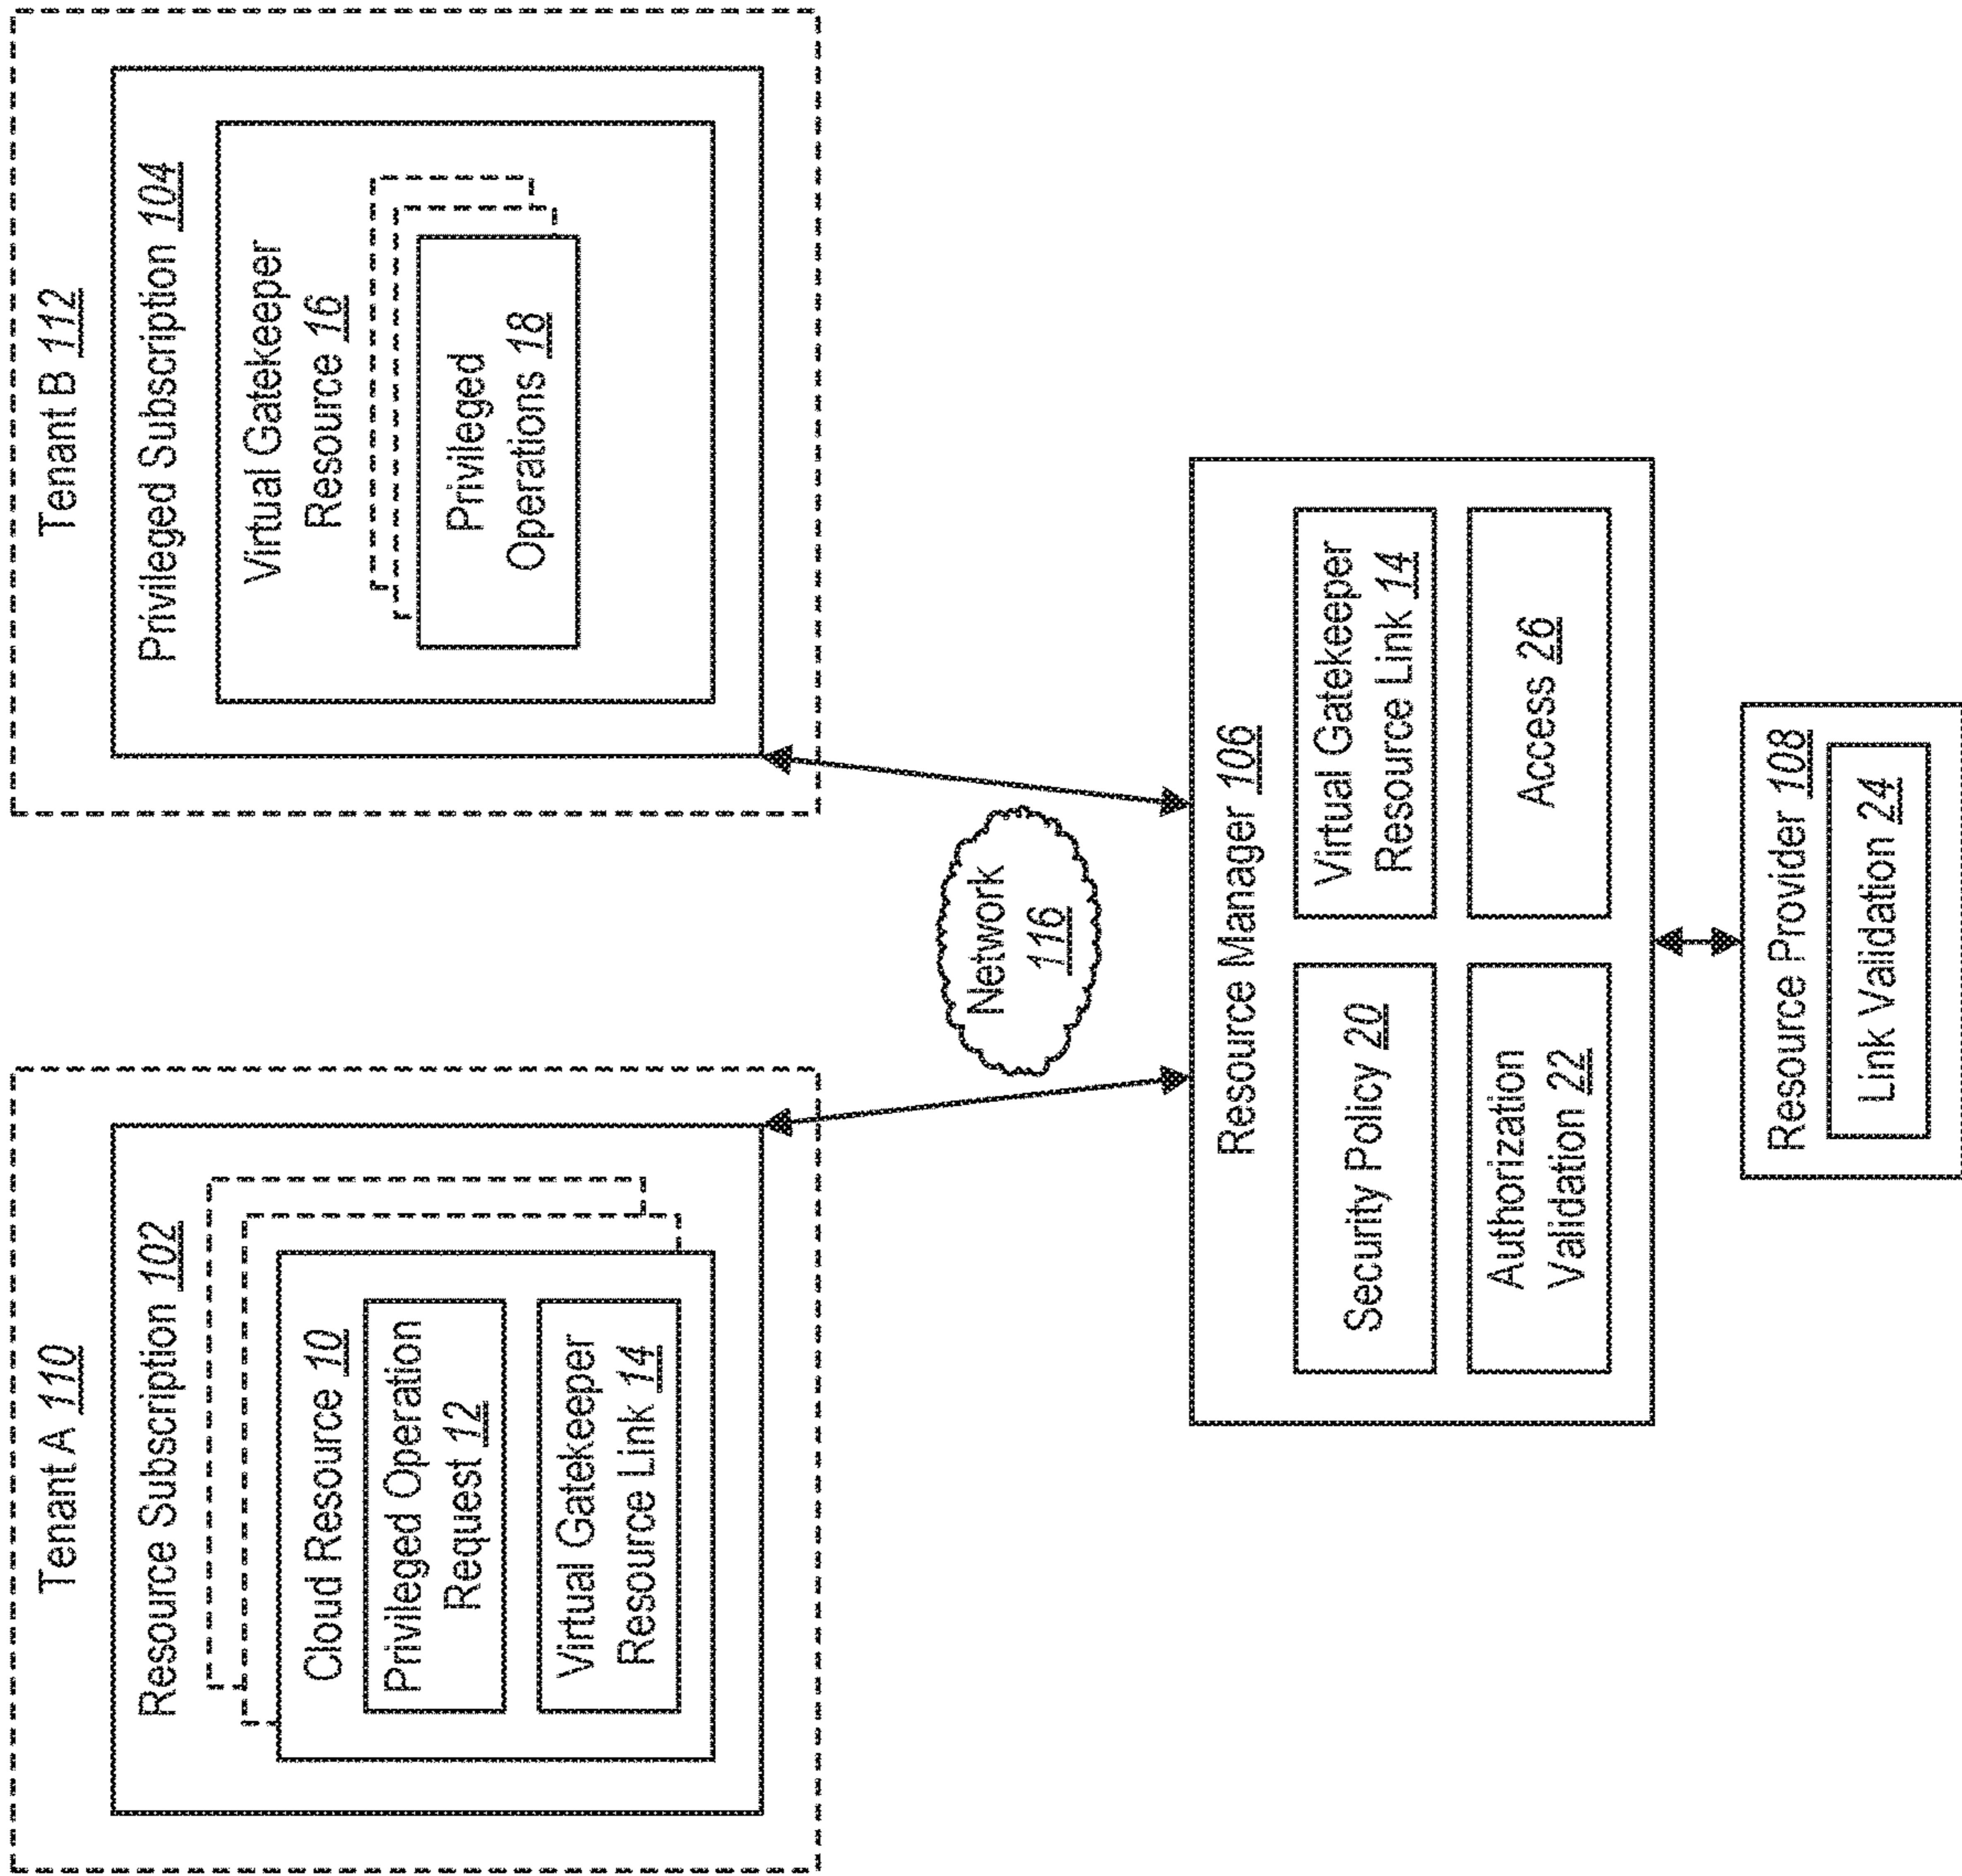 Tenant A 110
Resource Subscription 102
Cloud Resource 10
Privileged Operation
Request 12
Virtual Gatekeeper
Resource Link 14
Tenant B 112
Privileged Subscription 104
Virtual Gatekeeper
Resource 16
Privileged
Operations 18
Network
116
Resource Manager 106
Security Policy 20
Virtual Gatekeeper
Resource Link 14
Authorization
Validation 22
Access 26
Resource Provider 108
Link Validation 24